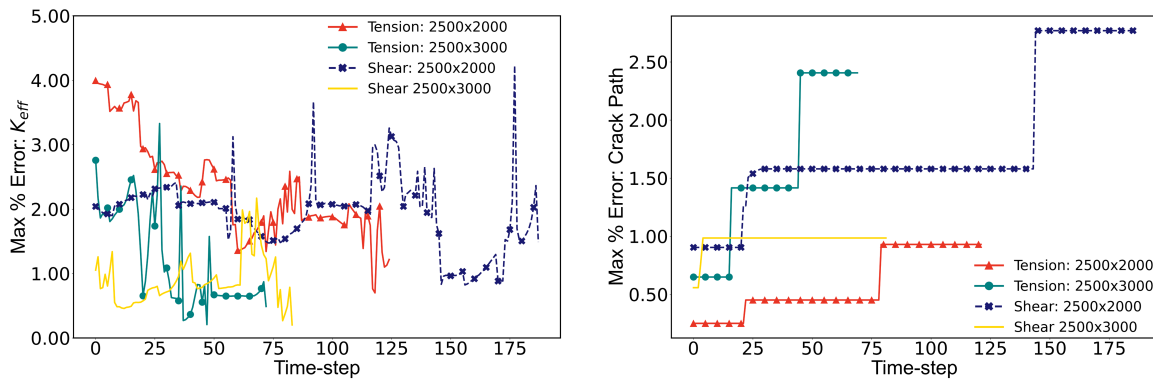 Max % Error: K_eff
5.00
4.00
3.00
2.00
1.00
0.00
Tension: 2500x2000
Tension: 2500x3000
Shear: 2500x2000
Shear 2500x3000
0 25 50 75 100 125 150 175
Time-step
Max % Error: Crack Path
2.50
2.00
1.50
1.00
0.50
Tension: 2500x2000
Tension: 2500x3000
Shear: 2500x2000
Shear 2500x3000
0 25 50 75 100 125 150 175
Time-step